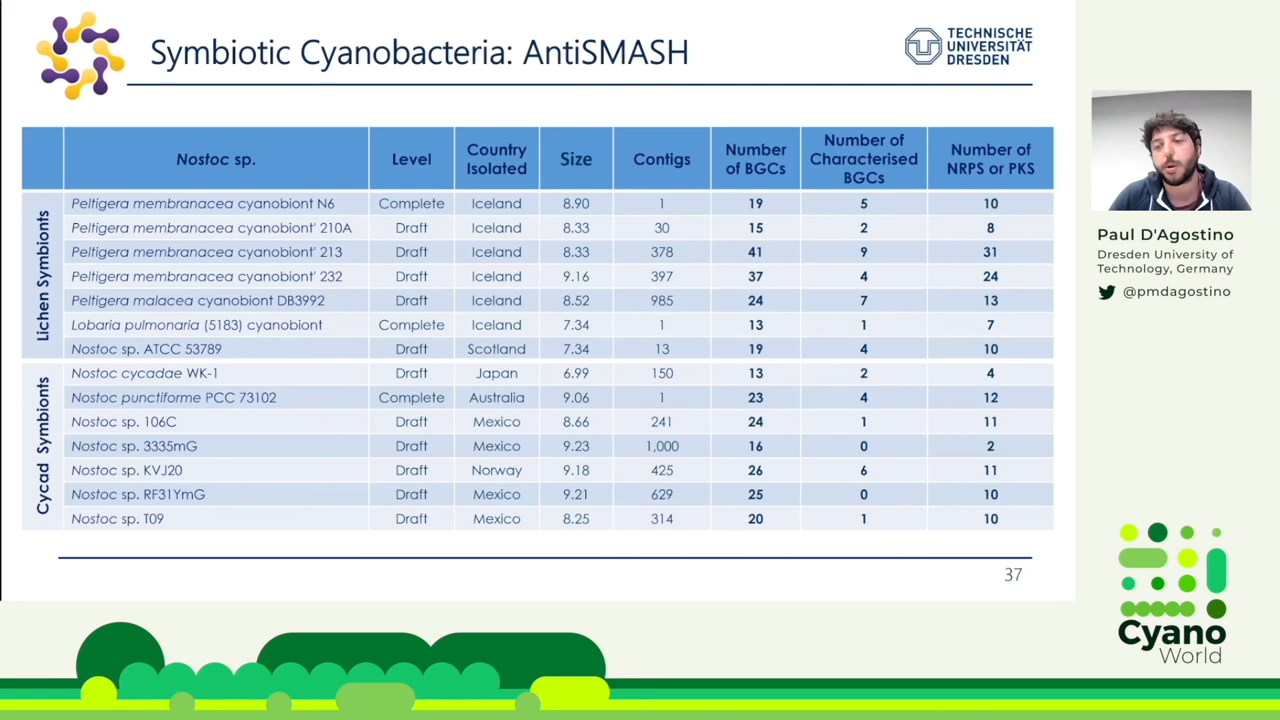 Symbiotic Cyanobacteria: AntiSMASH
TECHNISCHE
UNIVERSITÄT
DRESDEN
Nostoc sp. Level Country Isolated Size Contigs Number of BGCs Number of Characterised BGCs Number of NRPS or PKS
Lichen Symbionts
Peltigera membranacea cyanobiont N6 Complete Iceland 8.90 1 19 5 10
Peltigera membranacea cyanobiont' 210A Draft Iceland 8.33 30 15 2 8
Peltigera membranacea cyanobiont' 213 Draft Iceland 8.33 378 41 9 31
Peltigera membranacea cyanobiont' 232 Draft Iceland 9.16 397 37 4 24
Peltigera malacea cyanobiont DB3992 Draft Iceland 8.52 985 24 7 13
Lobaria pulmonaria (5183) cyanobiont Complete Iceland 7.34 1 13 1 7
Nostoc sp. ATCC 53789 Draft Scotland 7.34 13 19 4 10
Cycad Symbionts
Nostoc cycadae WK-1 Draft Japan 6.99 150 13 2 4
Nostoc punctiforme PCC 73102 Complete Australia 9.06 1 23 4 12
Nostoc sp. 106C Draft Mexico 8.66 241 24 1 11
Nostoc sp. 3335mG Draft Mexico 9.23 1,000 16 0 2
Nostoc sp. KVJ20 Draft Norway 9.18 425 26 6 11
Nostoc sp. RF31YmG Draft Mexico 9.21 629 25 0 10
Nostoc sp. T09 Draft Mexico 8.25 314 20 1 10
37
Paul D'Agostino
Dresden University of
Technology, Germany
@pmdagostino
Cyano
World